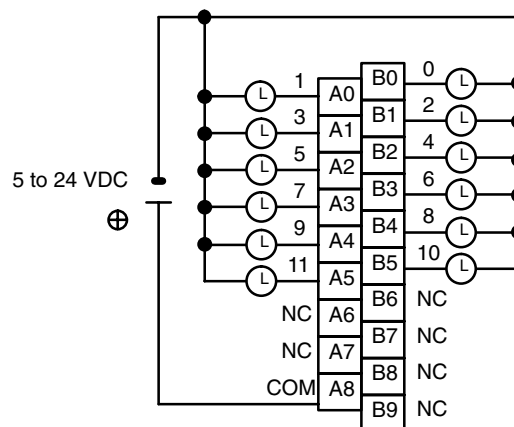 1 L A0 B0 0 L
3 L A1 B1 2 L
5 L A2 B2 4 L
5 to 24 VDC
7 L A3 B3 6 L
9 L A4 B4 8 L
11 L A5 B5 10 L
NC A6 B6 NC
NC A7 B7 NC
COM A8 B8 NC
B9 NC